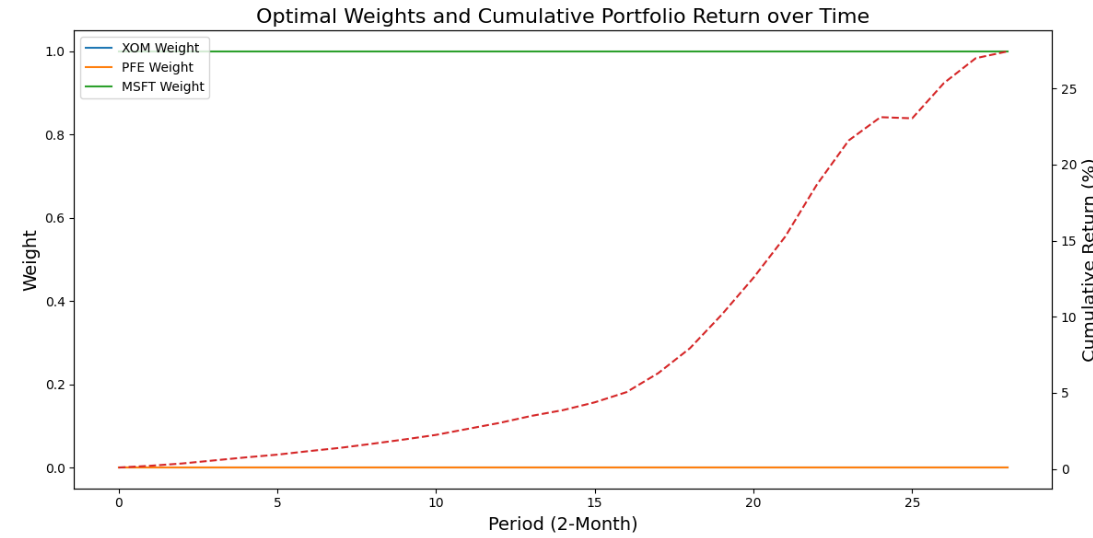 Optimal Weights and Cumulative Portfolio Return over Time
XOM Weight
PFE Weight
MSFT Weight
1.0
0.8
0.6
0.4
0.2
0.0
Weight
0
5
10
15
20
25
Period (2-Month)
25
20
15
10
5
0
Cumulative Return (%)